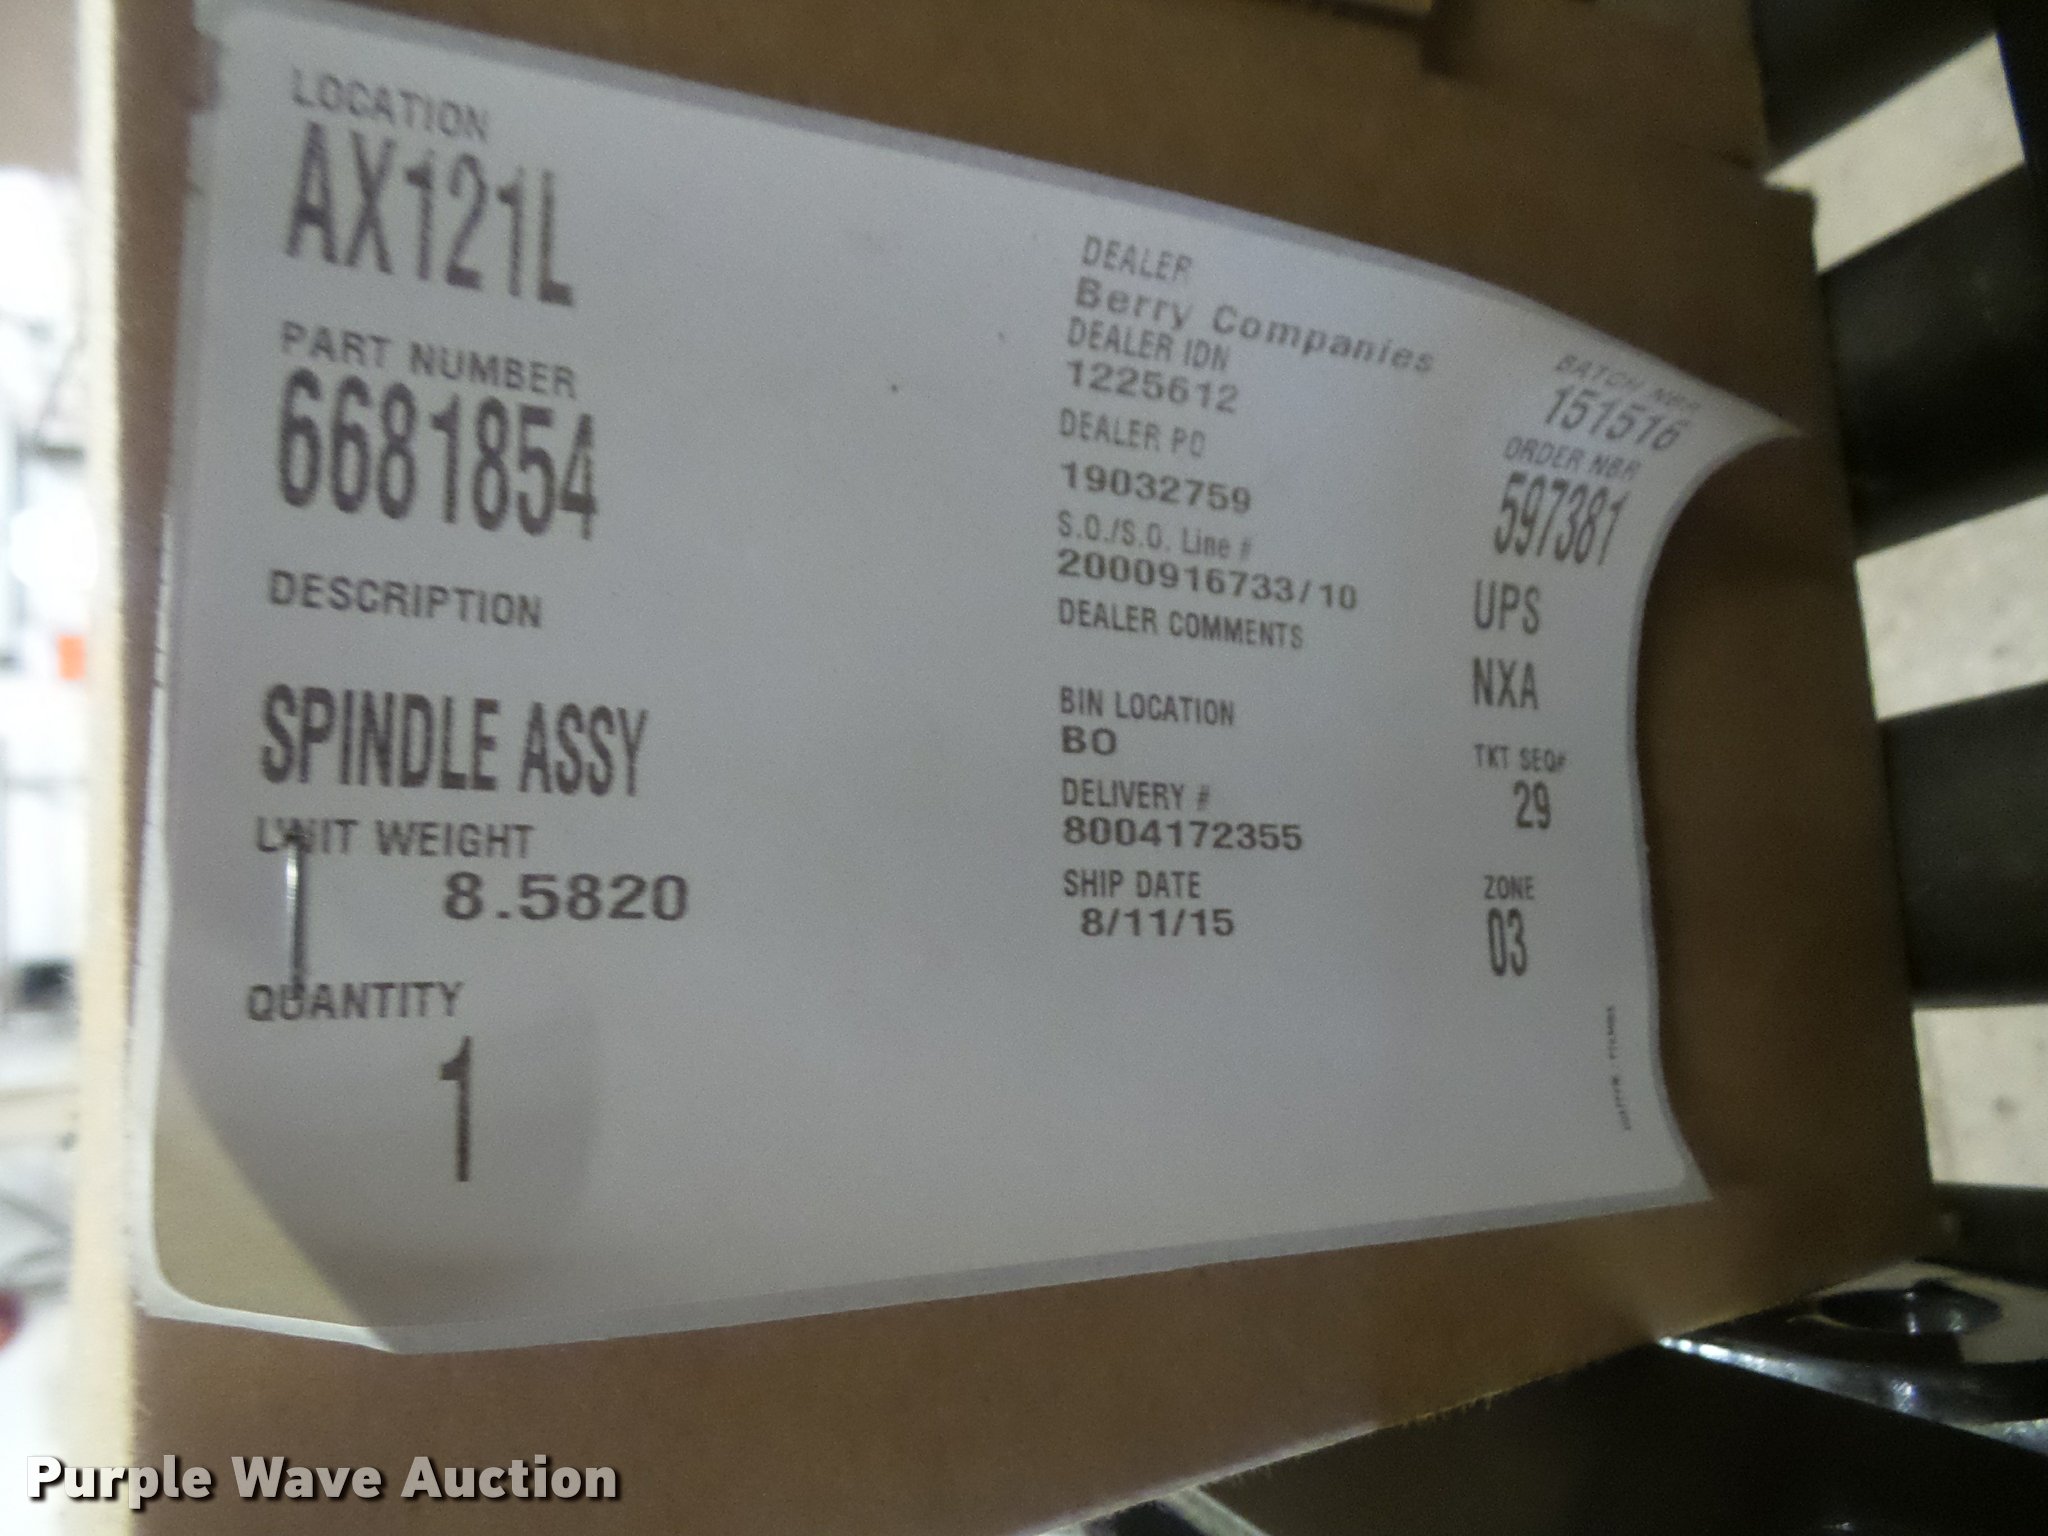 LOCATION
AX121L
PART NUMBER
6681854
DESCRIPTION
SPINDLE ASSY
UNIT WEIGHT
8.5820
QUANTITY
1
DEALER
Berry Companies
DEALER IDN
1225612
DEALER PO
19032759
S.O./S.O. Line #
2000916733/10
DEALER COMMENTS
BIN LOCATION
BO
DELIVERY #
8004172355
SHIP DATE
8/11/15
BATCH NBR
151516
ORDER NBR
597381
UPS
NXA
TKT SEQ#
29
ZONE
03
Purple Wave Auction